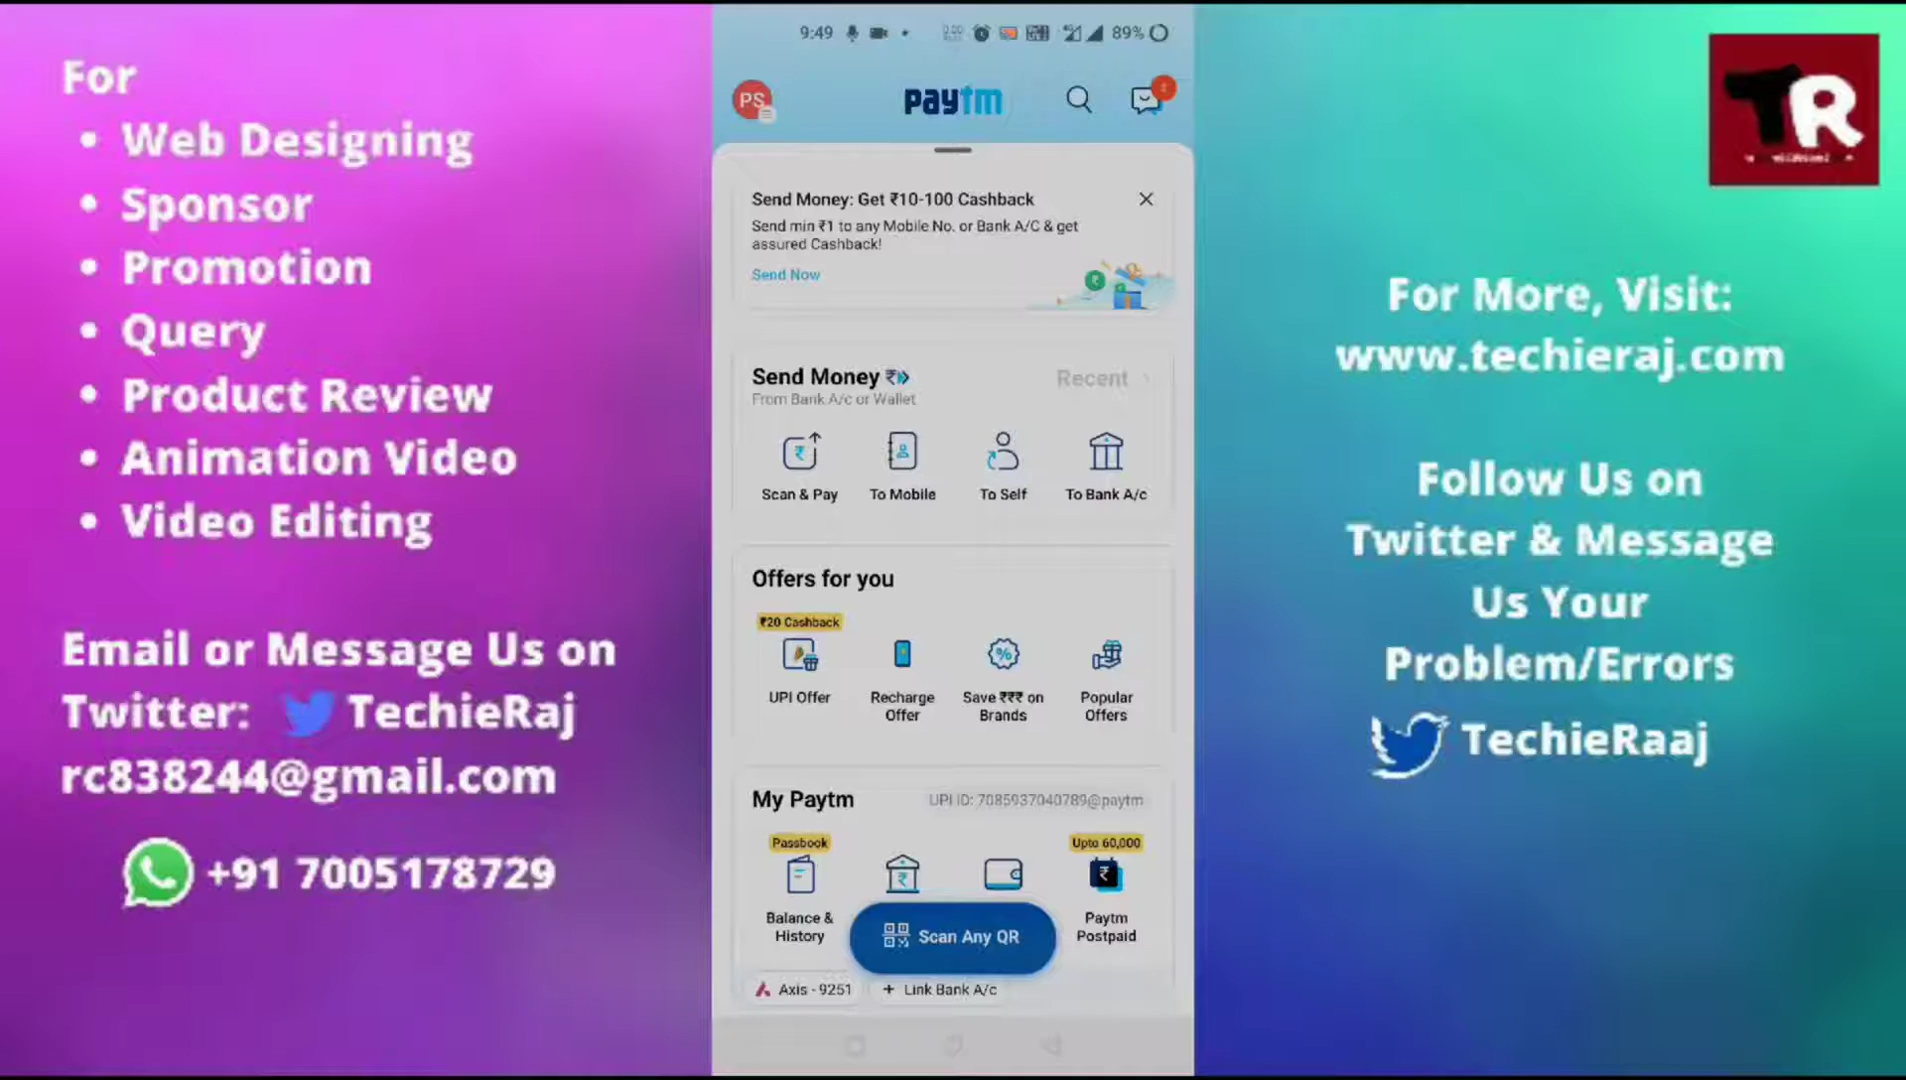 For
• Web Designing
• Sponsor
• Promotion
• Query
• Product Review
• Animation Video
• Video Editing
Email or Message Us on
Twitter: TechieRaj
rc838244@gmail.com
+91 7005178729
9:49
89%
PS
paytm
Send Money: Get ₹10-100 Cashback
Send min ₹1 to any Mobile No. or Bank A/C & get
assured Cashback!
Send Now
Send Money
Recent
From Bank A/c or Wallet
Scan & Pay
To Mobile
To Self
To Bank A/c
Offers for you
₹20 Cashback
UPI Offer
Recharge
Offer
Save ₹₹₹ on
Brands
Popular
Offers
My Paytm
UPI ID: 7085937040789@paytm
Passbook
Upto 60,000
Balance &
History
Scan Any QR
Paytm
Postpaid
Axis - 9251
+ Link Bank A/c
TR
For More, Visit:
www.techieraj.com
Follow Us on
Twitter & Message
Us Your
Problem/Errors
TechieRaaj